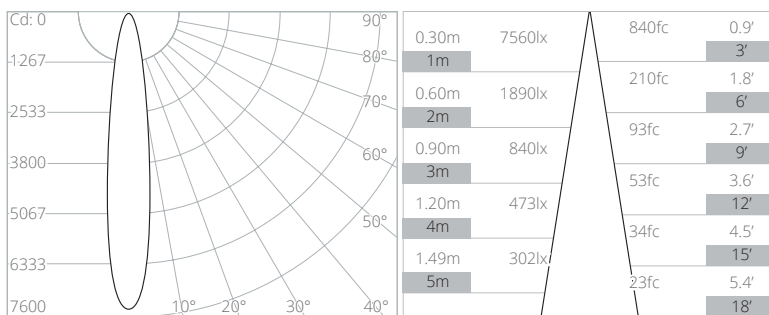 Cd: 0
1267
2533
3800
5067
6333
7600
90°
80°
70°
60°
50°
10°
20°
30°
40°
0.30m 7560lx
1m
0.60m 1890lx
2m
0.90m 840lx
3m
1.20m 473lx
4m
1.49m 302lx
5m
840fc 0.9’
3’
210fc 1.8’
6’
93fc 2.7’
9’
53fc 3.6’
12’
34fc 4.5’
15’
23fc 5.4’
18’